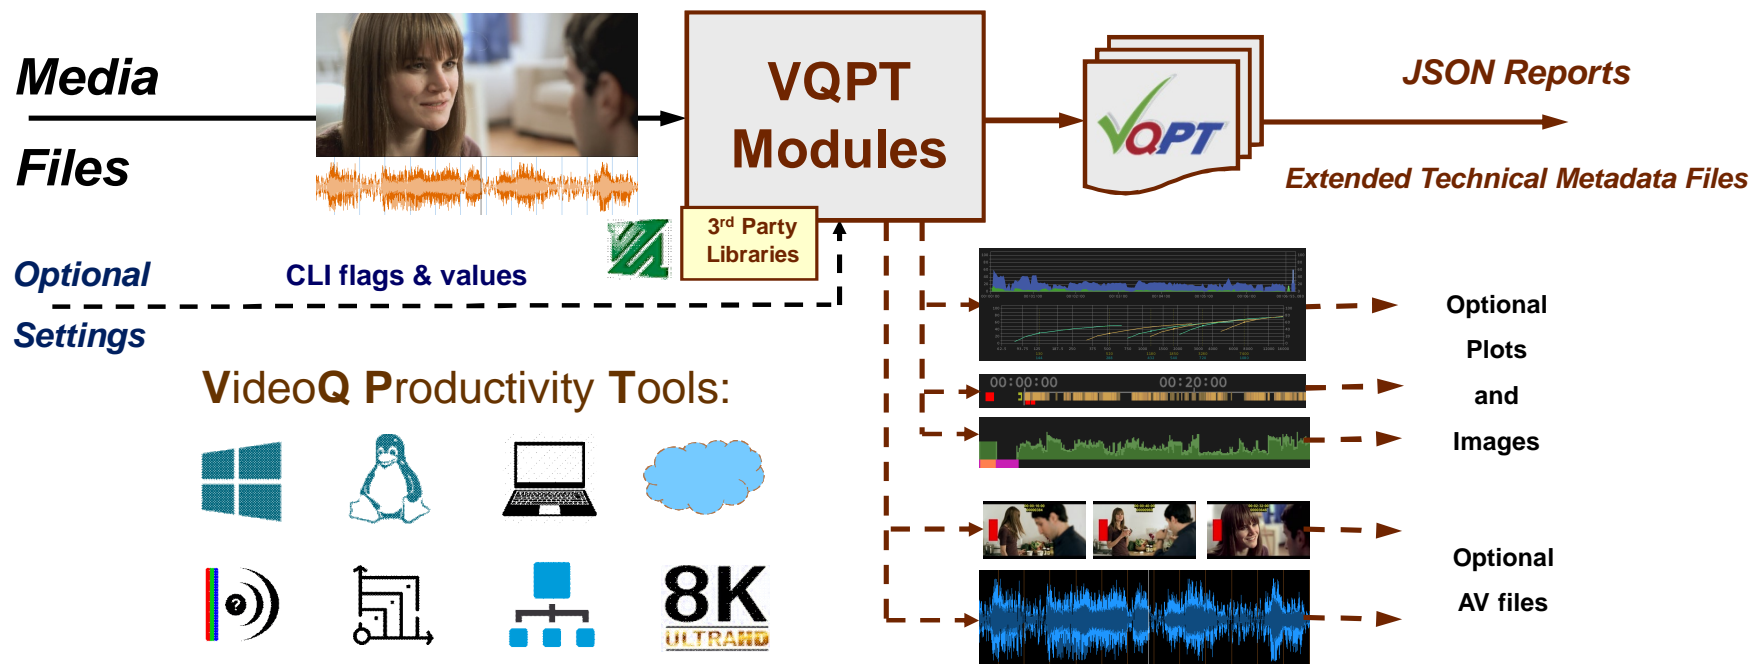 Media
Files
VQPT
Modules
VQPT
JSON Reports
Extended Technical Metadata Files
3rd Party
Libraries
Optional
Settings
CLI flags & values
VideoQ Productivity Tools:
00:00:00
00:20:00
Optional
Plots
and
Images
Optional
AV files
?
8K
ULTRAHD